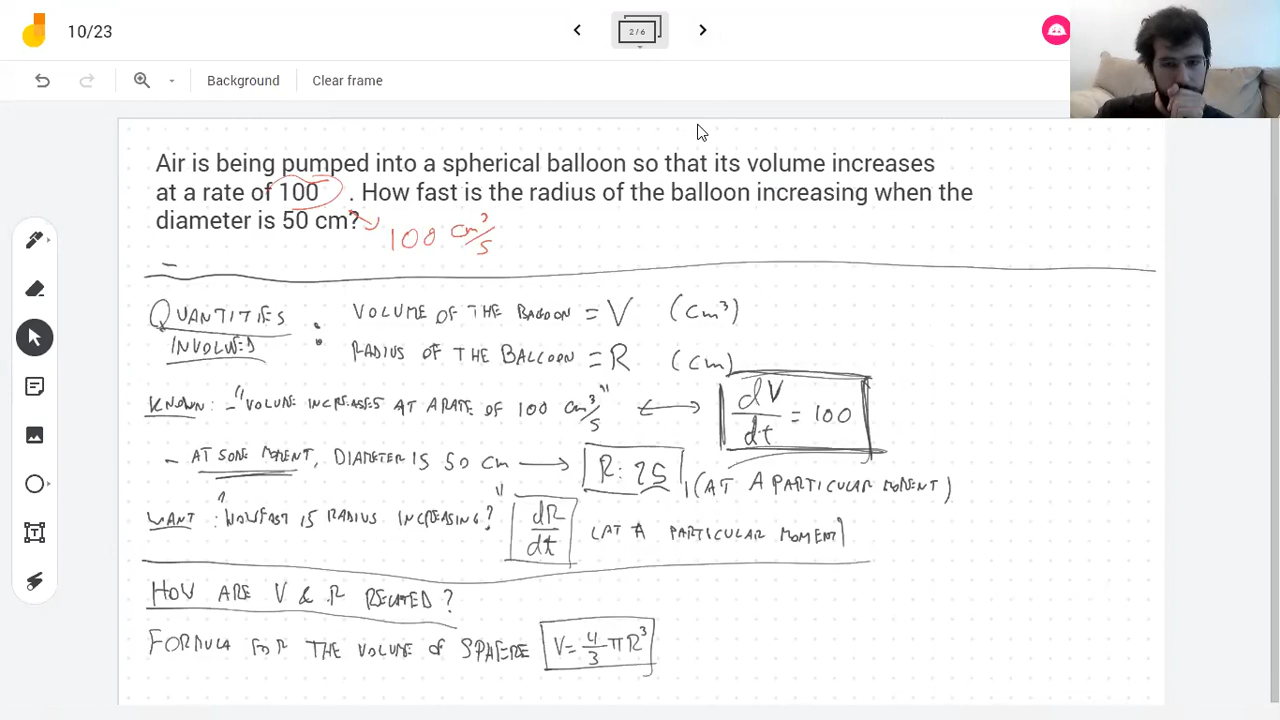 10/23
2/6
Background
Clear frame
Air is being pumped into a spherical balloon so that its volume increases
at a rate of 100 . How fast is the radius of the balloon increasing when the
diameter is 50 cm?
100 cm³/s
QUANTITIES INVOLVED :
VOLUME OF THE BALLOON = V (cm³)
RADIUS OF THE BALLOON = R (cm)
KNOWN: - "VOLUME INCREASES AT A RATE OF 100 cm³/s" ⟷ dV/dt = 100
- AT SOME MOMENT, DIAMETER IS 50 cm ⟶ R = 25 (AT A PARTICULAR MOMENT)
WANT: "HOW FAST IS RADIUS INCREASING?" dR/dt (AT A PARTICULAR MOMENT)
HOW ARE V & R RELATED?
FORMULA FOR THE VOLUME OF SPHERE V = 4/3 πR³